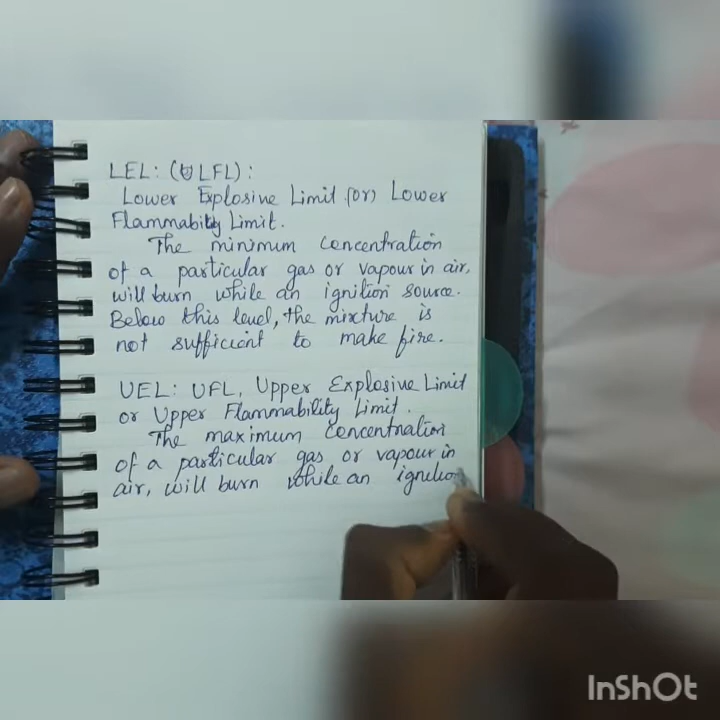 LEL: (LFL):
Lower Explosive Limit (or) Lower
Flammability Limit.
The minimum concentration
of a particular gas or vapour in air,
will burn while an ignition source.
Below this level, the mixture is
not sufficient to make fire.
UEL: UFL, Upper Explosive Limit
or Upper Flammability Limit.
The maximum concentration
of a particular gas or vapour in
air, will burn while an ignition
InShOt